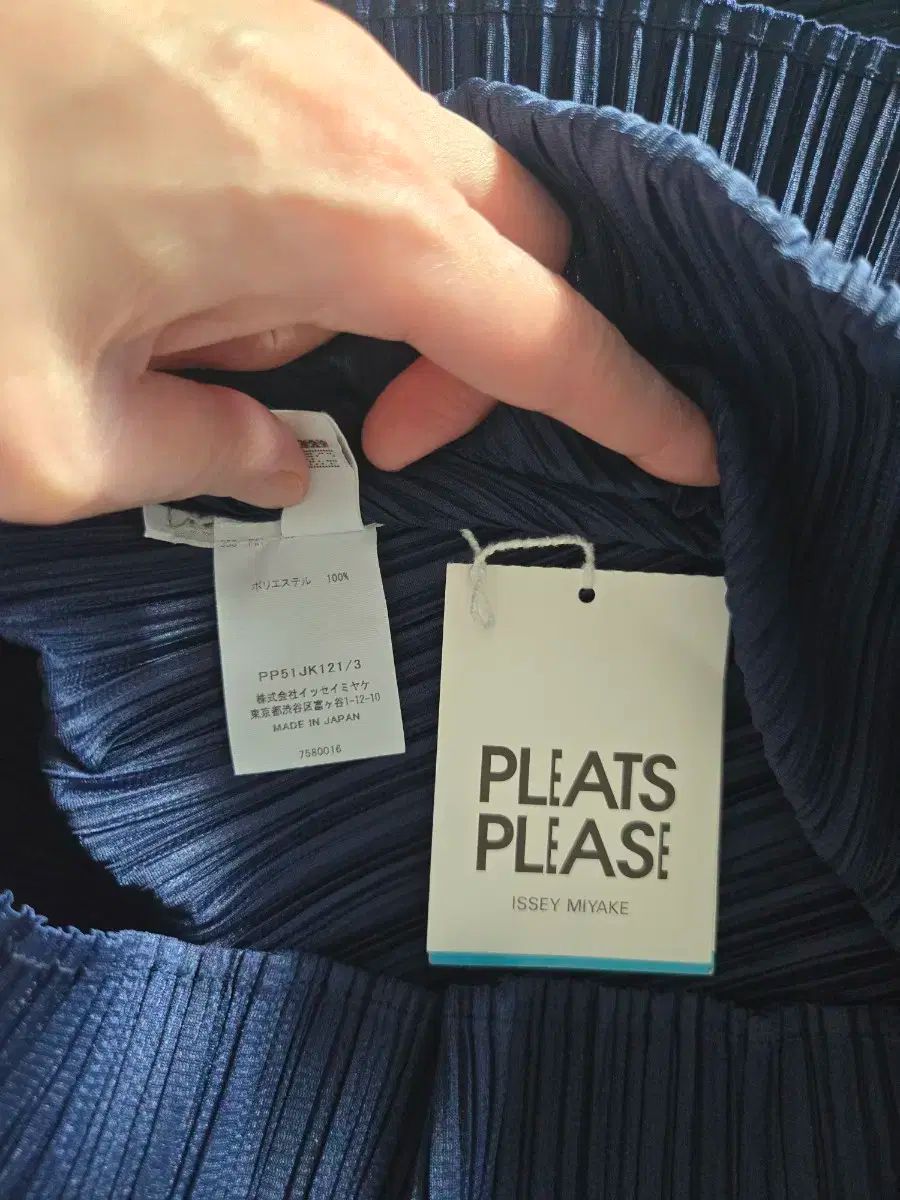 ポリエステル 100%
PP51JK121/3
株式会社イッセイミヤケ
東京都渋谷区富ヶ谷1-12-10
MADE IN JAPAN
7580016
PLEATS
PLEASE
ISSEY MIYAKE